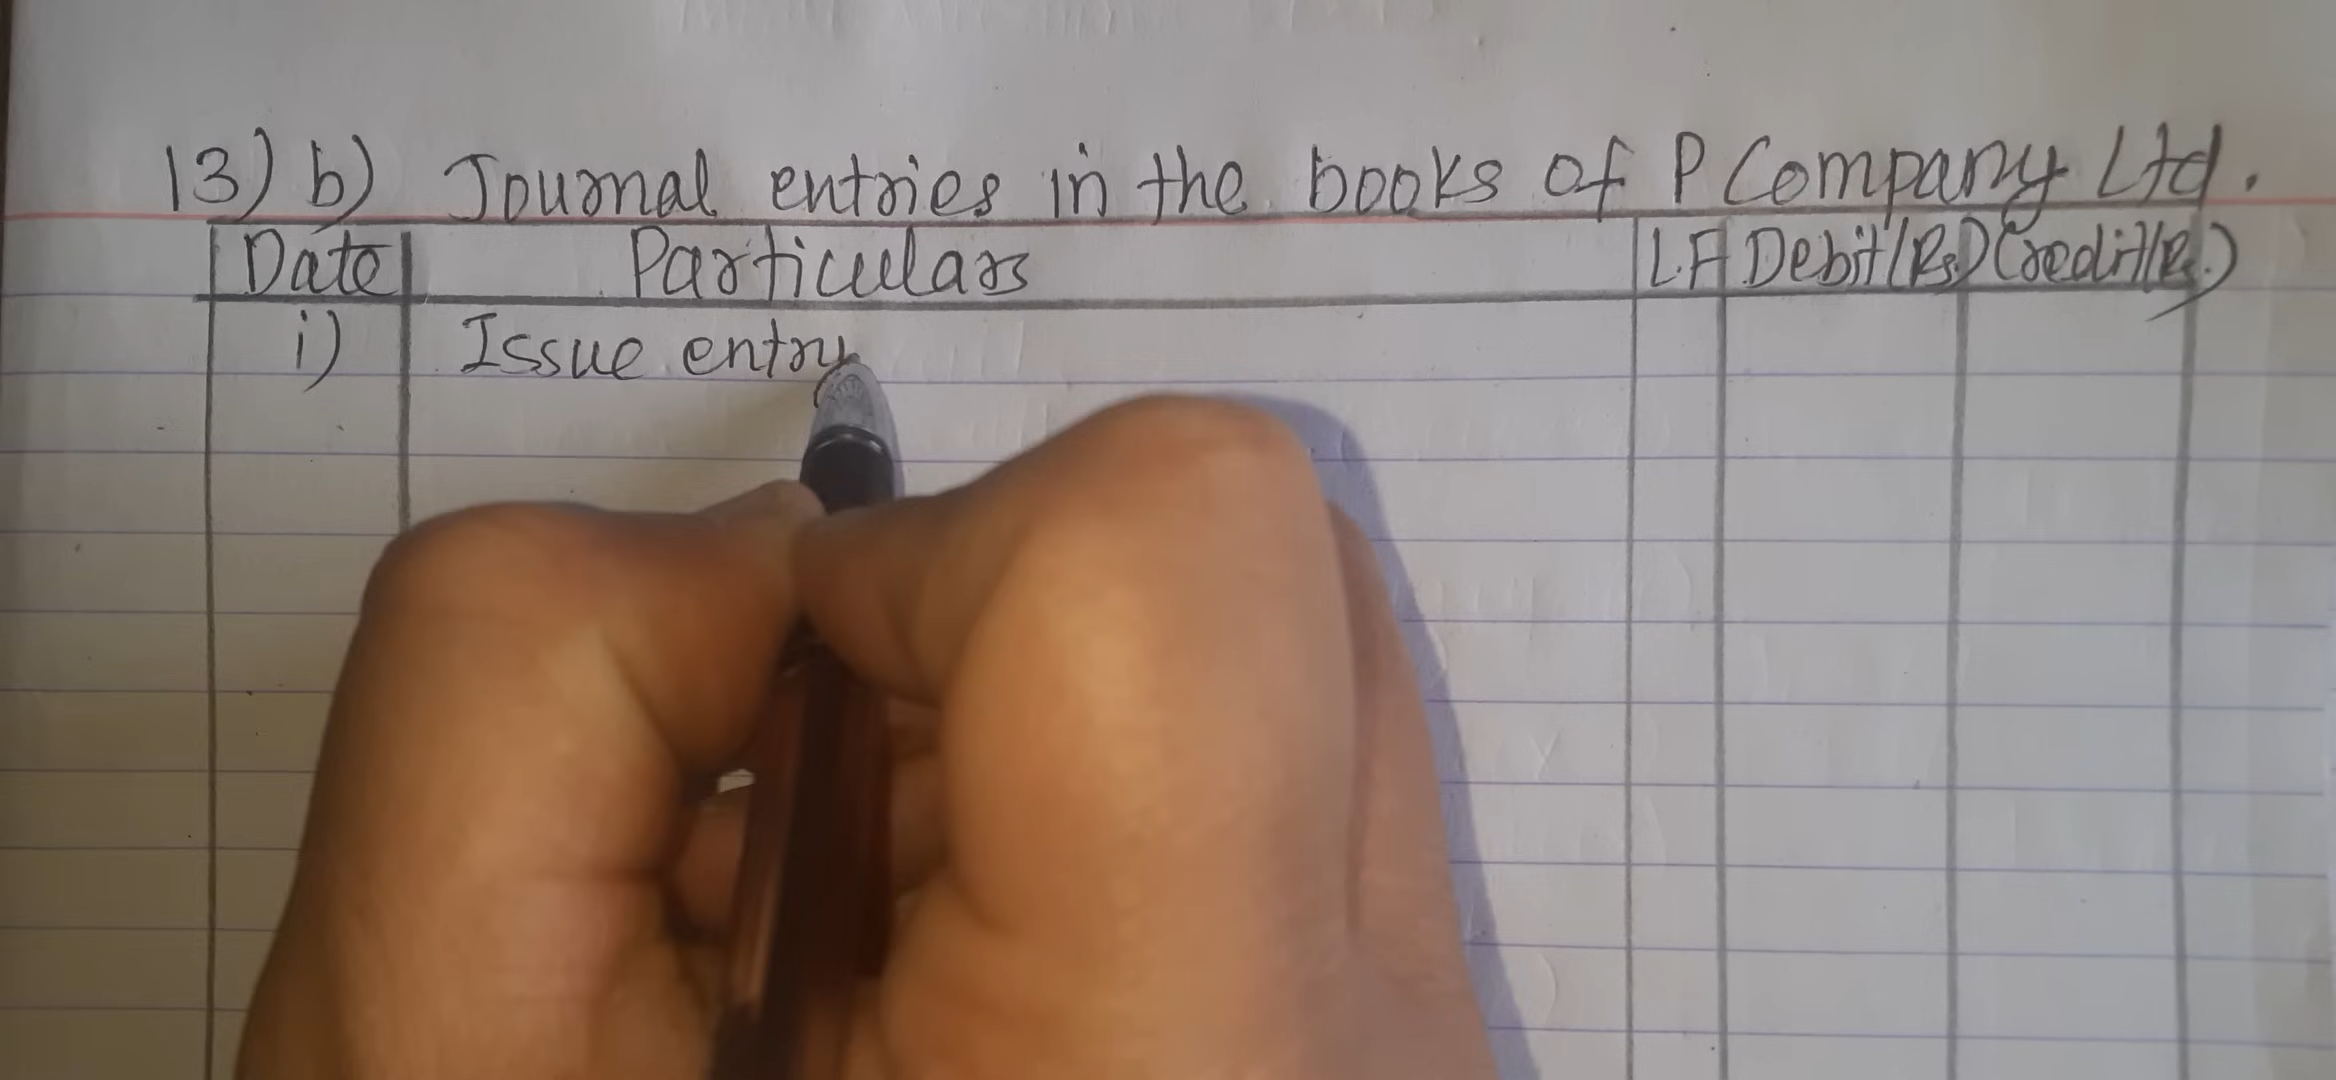 13) b) Journal entries in the books of P Company Ltd.
Date Particulars L.F Debit(Rs.) Credit(Rs.)
i) Issue entry